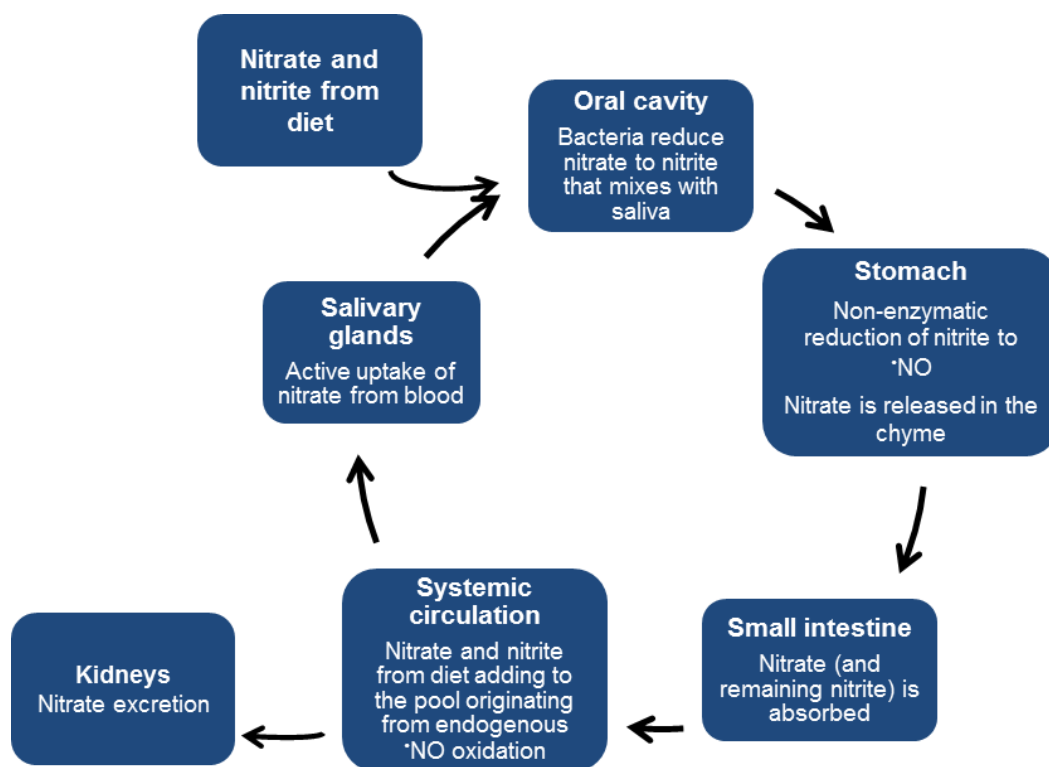 Nitrate and
nitrite from
diet
Oral cavity
Bacteria reduce
nitrate to nitrite
that mixes with
saliva
Stomach
Non-enzymatic
reduction of nitrite to
•NO
Nitrate is released in the
chyme
Small intestine
Nitrate (and
remaining nitrite) is
absorbed
Systemic
circulation
Nitrate and nitrite
from diet adding to
the pool originating
from endogenous
•NO oxidation
Kidneys
Nitrate excretion
Salivary
glands
Active uptake of
nitrate from blood